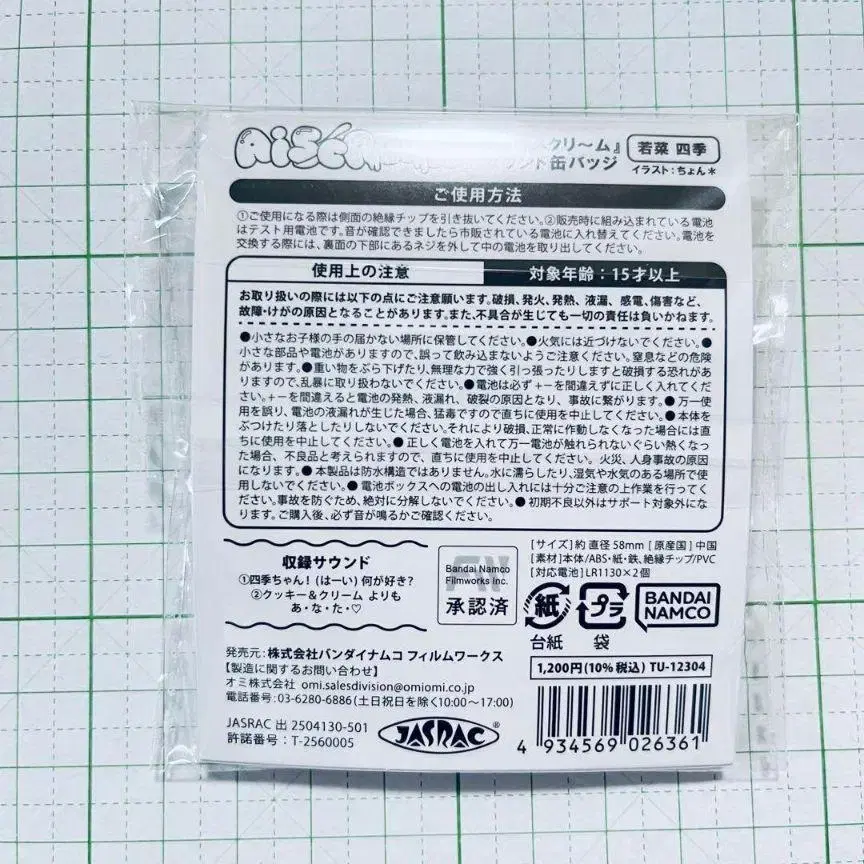 クリーム』
缶バッジ
若菜 四季
イラスト：ちょん＊
ご使用方法
①ご使用になる際は側面の絶縁チップを引き抜いてください。②販売時に組み込まれている電池
はテスト用電池です。音が確認できましたら市販されている電池に入れ替えてください。電池を
交換する際には、裏面の下部にあるネジを外して中の電池を取り出してください。
使用上の注意
対象年齢：15才以上
お取り扱いの際には以下の点にご注意願います。破損、発火、発熱、液漏、感電、傷害など、
故障・けがの原因となることがあります。また、不具合が生じても一切の責任は負いかねます。
●小さなお子様の手の届かない場所に保管してください。●火気には近づけないでください。●
小さな部品や電池がありますので、誤って飲み込まないようご注意ください。窒息などの危険
があります。●重い物をぶら下げたり、無理な力で強く引っ張ったりしますと破損する恐れがあ
りますので、乱暴に取り扱わないでください。●電池は必ず＋－を間違えずに正しく入れてくだ
さい。＋－を間違えると電池の発熱、液漏れ、破裂の原因となり、事故に繋がります。● 万一使
用を誤り、電池の液漏れが生じた場合、猛毒ですので直ちに使用を中止してください。● 本体を
ぶつけたり落としたりしないでください。それにより破損、正常に作動しなくなった場合には直
ちに使用を中止してください。● 正しく電池を入れて万一電池が触れられないぐらい熱くなっ
た場合、不良品と考えられますので、直ちに使用を中止してください。火災、人身事故の原因
になります。● 本製品は防水構造ではありません。水に濡らしたり、湿気や水気のある場所で使
用しないでください。● 電池ボックスへの電池の出し入れには十分ご注意の上作業を行ってく
ださい。事故を防ぐため、絶対に分解しないでください。● 初期不良以外はサポート対象外にな
ります。ご購入後、必ず音が鳴るかご確認ください。
収録サウンド
①四季ちゃん！（はーい）何が好き？
②クッキー＆クリーム よりも
あ・な・た・♡
Bandai Namco
Filmworks Inc.
承認済
[サイズ] 約 直径 58mm [原産国] 中国
[素材] 本体/ABS・紙・鉄、絶縁チップ/PVC
[対応電池] LR1130×2個
紙
プラ
BANDAI
NAMCO
台紙
袋
発売元：株式会社バンダイナムコ フィルムワークス
【製造に関するお問い合わせ】
オミ株式会社 omi.salesdivision@omiomi.co.jp
電話番号：03-6280-6886（土日祝日を除く10:00～17:00）
1,200円(10％税込) TU-12304
JASRAC 出 2504130-501
許諾番号：T-2560005
JASRAC
®
4 934569 026361